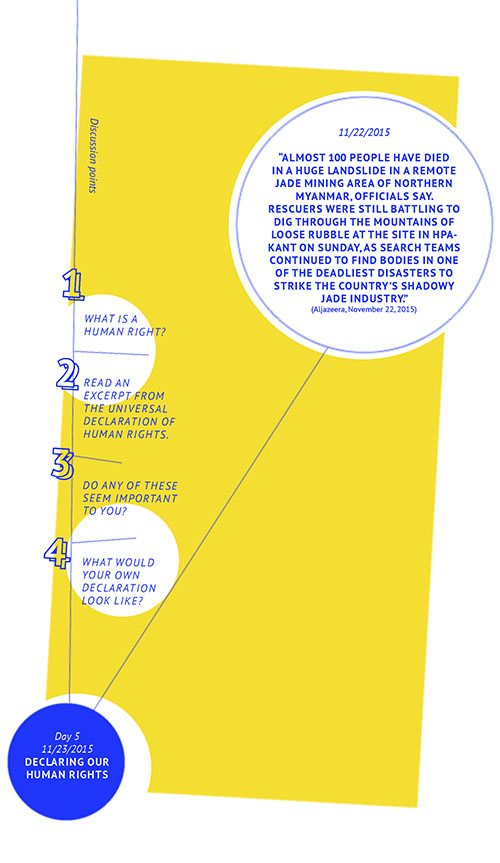 Discussion points
11/22/2015
"ALMOST 100 PEOPLE HAVE DIED
IN A HUGE LANDSLIDE IN A REMOTE
JADE MINING AREA OF NORTHERN
MYANMAR, OFFICIALS SAY.
RESCUERS WERE STILL BATTLING TO
DIG THROUGH THE MOUNTAINS OF
LOOSE RUBBLE AT THE SITE IN HPA-
KANT ON SUNDAY, AS SEARCH TEAMS
CONTINUED TO FIND BODIES IN ONE
OF THE DEADLIEST DISASTERS TO
STRIKE THE COUNTRY'S SHADOWY
JADE INDUSTRY."
(Aljazeera, November 22, 2015)
1
WHAT IS A
HUMAN RIGHT?
2
READ AN
EXCERPT FROM
THE UNIVERSAL
DECLARATION OF
HUMAN RIGHTS.
3
DO ANY OF THESE
SEEM IMPORTANT
TO YOU?
4
WHAT WOULD
YOUR OWN
DECLARATION
LOOK LIKE?
Day 5
11/23/2015
DECLARING OUR
HUMAN RIGHTS